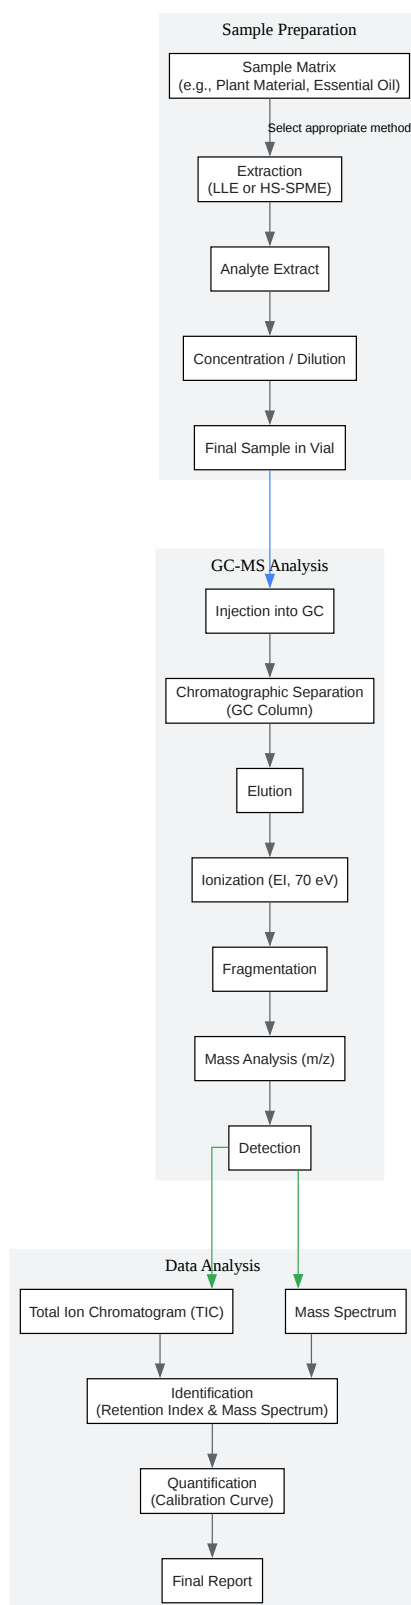 Sample Preparation
Sample Matrix
(e.g., Plant Material, Essential Oil)
Select appropriate method
Extraction
(LLE or HS-SPME)
Analyte Extract
Concentration / Dilution
Final Sample in Vial
GC-MS Analysis
Injection into GC
Chromatographic Separation
(GC Column)
Elution
Ionization (EI, 70 eV)
Fragmentation
Mass Analysis (m/z)
Detection
Data Analysis
Total Ion Chromatogram (TIC)
Mass Spectrum
Identification
(Retention Index & Mass Spectrum)
Quantification
(Calibration Curve)
Final Report